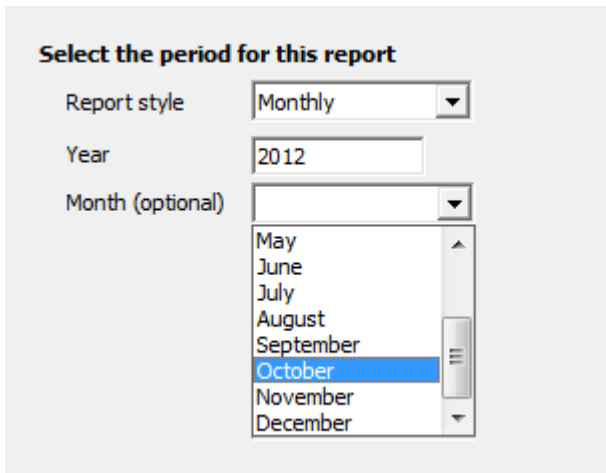 Select the period for this report
Report style Monthly
Year 2012
Month (optional)
May
June
July
August
September
October
November
December